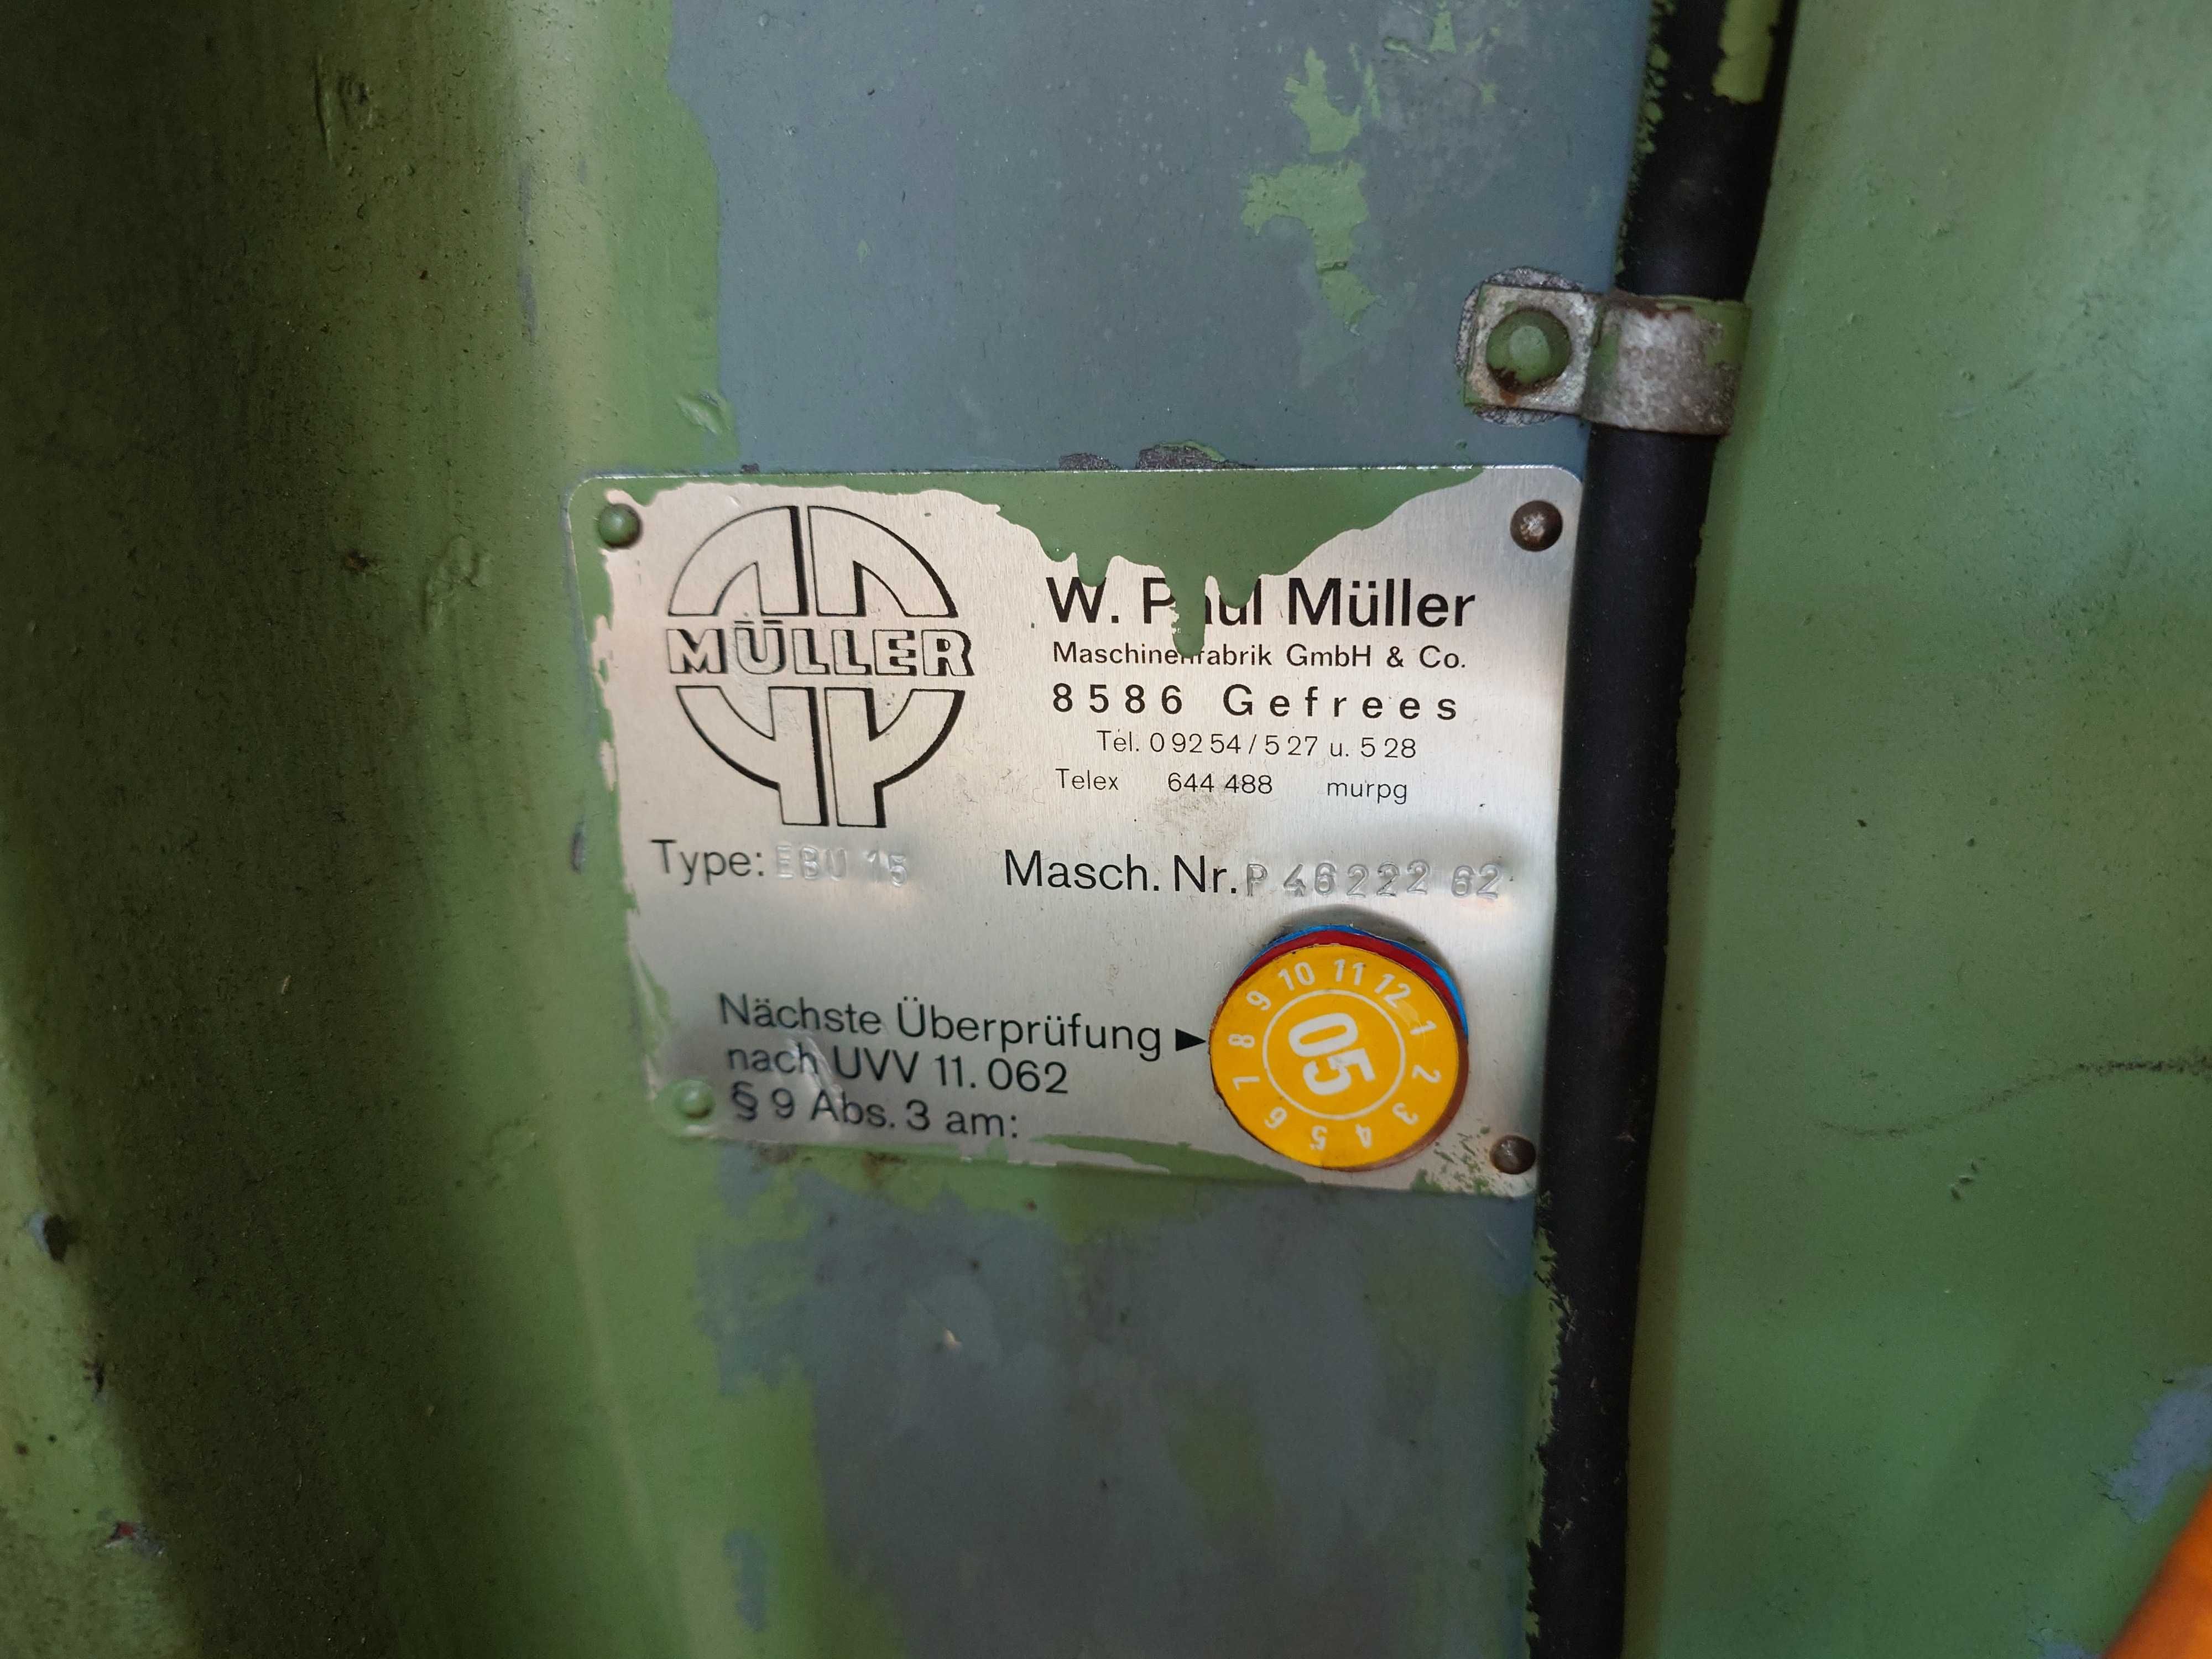 MÜLLER
W. Paul Müller
Maschinenfabrik GmbH & Co.
8586 Gefrees
Tel. 0 92 54 / 5 27 u. 5 28
Telex 644 488 murpg
Type: EBU 15 Masch. Nr. P 46222 62
Nächste Überprüfung ►
nach UVV 11. 062
§ 9 Abs. 3 am:
1 2 3 4 5 6 7 8 9 10 11 12
05